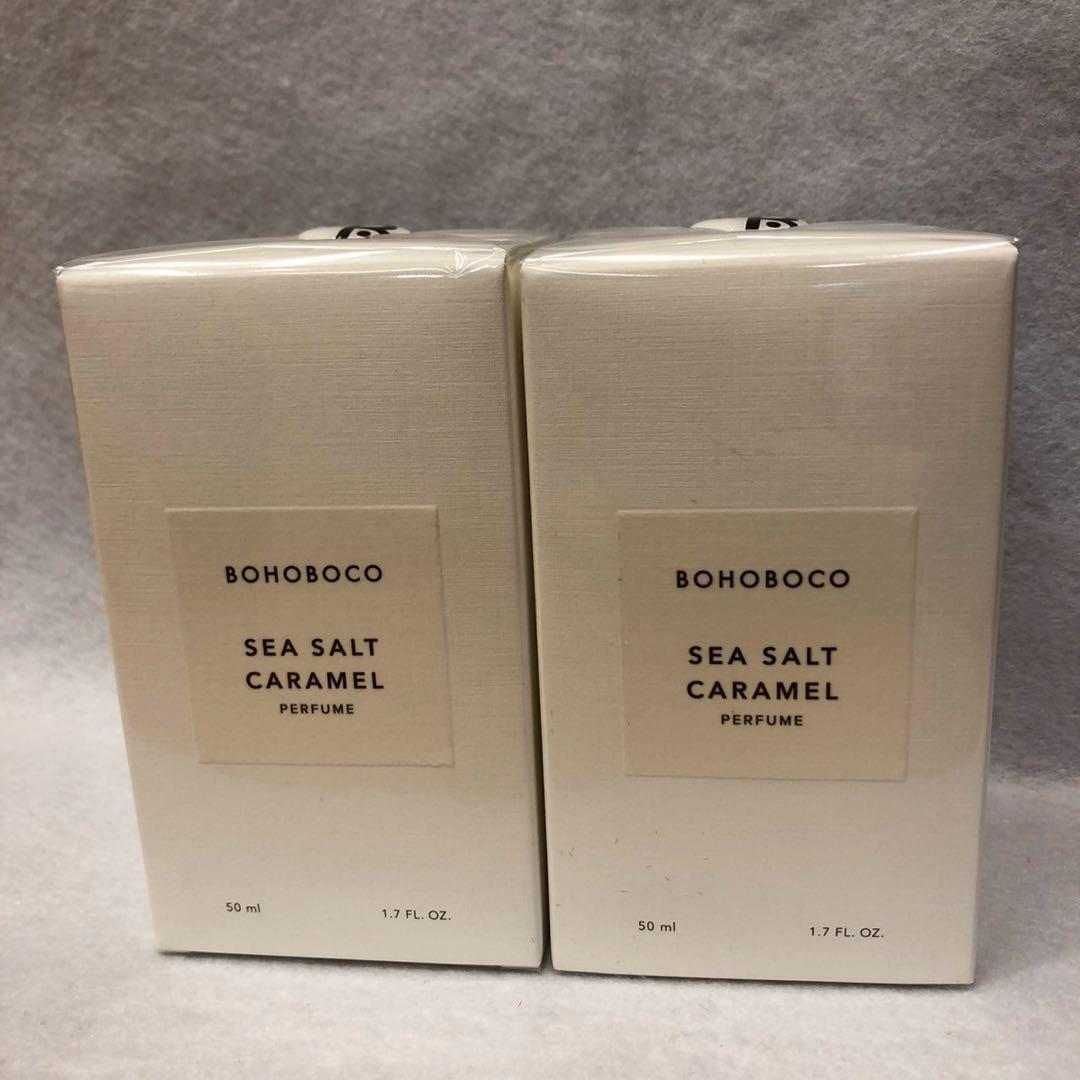 BOHOBOCO
SEA SALT
CARAMEL
PERFUME
50 ml 1.7 FL. OZ.
BOHOBOCO
SEA SALT
CARAMEL
PERFUME
50 ml 1.7 FL. OZ.